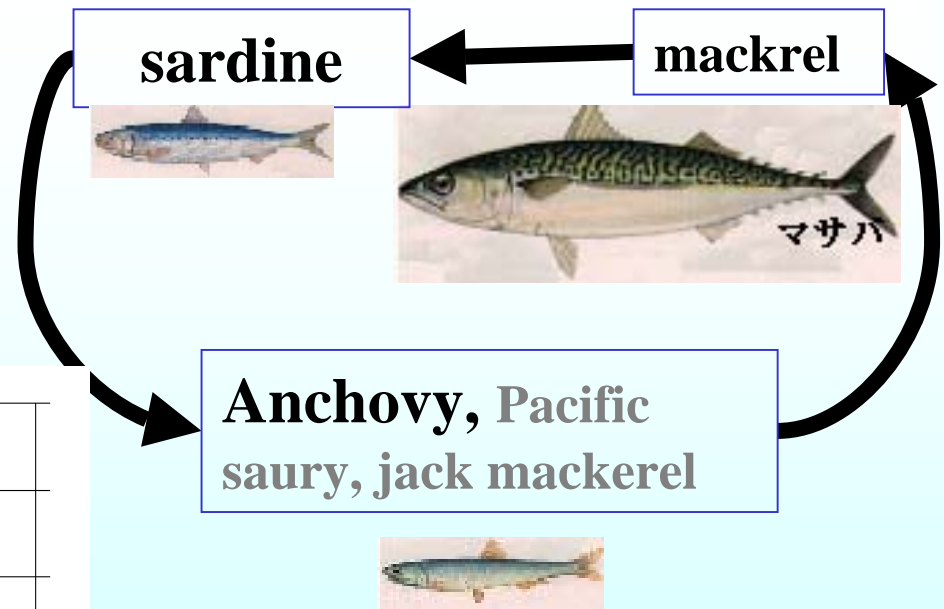 sardine
mackrel
マサバ
Anchovy, Pacific
saury, jack mackerel